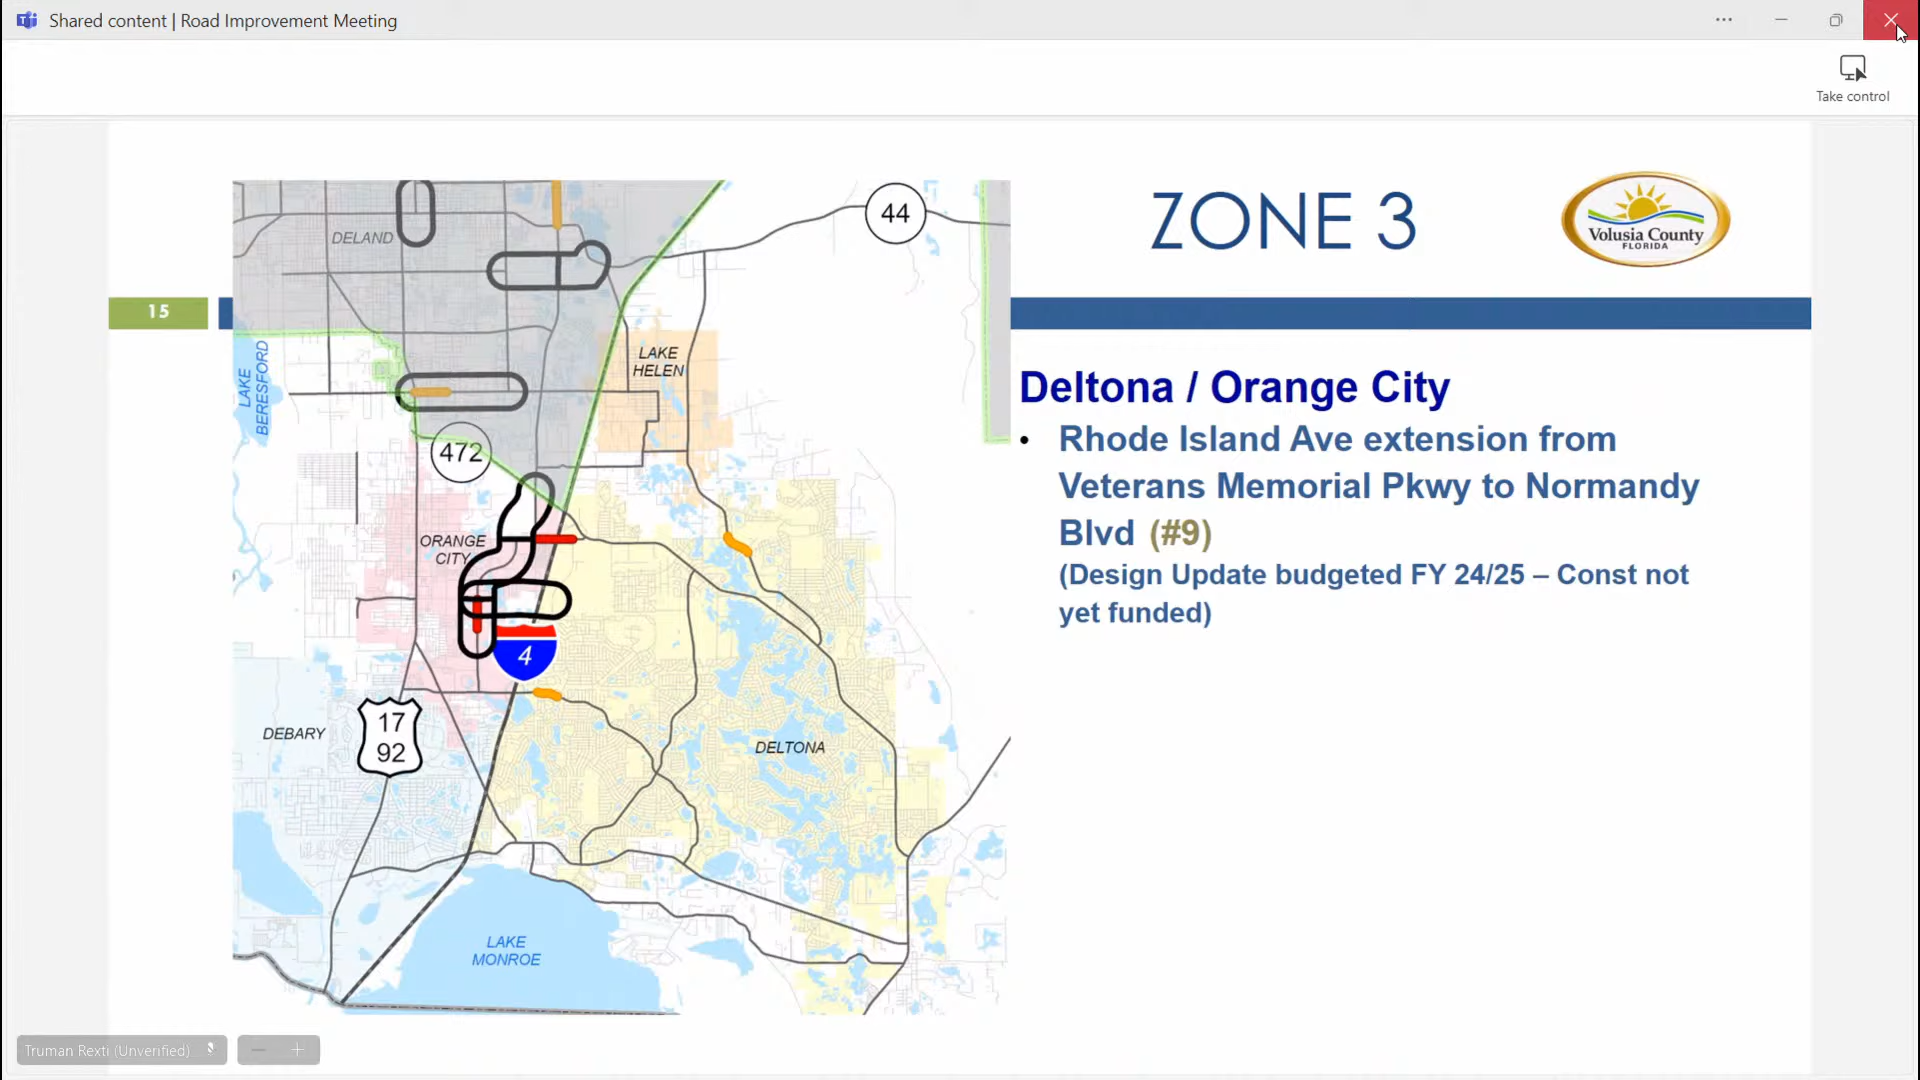 Shared content | Road Improvement Meeting
Take control
ZONE 3
Volusia County
FLORIDA
15
44
DELAND
LAKE
HELEN
LAKE
BERESFORD
472
ORANGE
CITY
4
17
92
DEBARY
DELTONA
LAKE
MONROE
Deltona / Orange City
• Rhode Island Ave extension from
Veterans Memorial Pkwy to Normandy
Blvd (#9)
(Design Update budgeted FY 24/25 – Const not
yet funded)
Truman Rexti (Unverified)